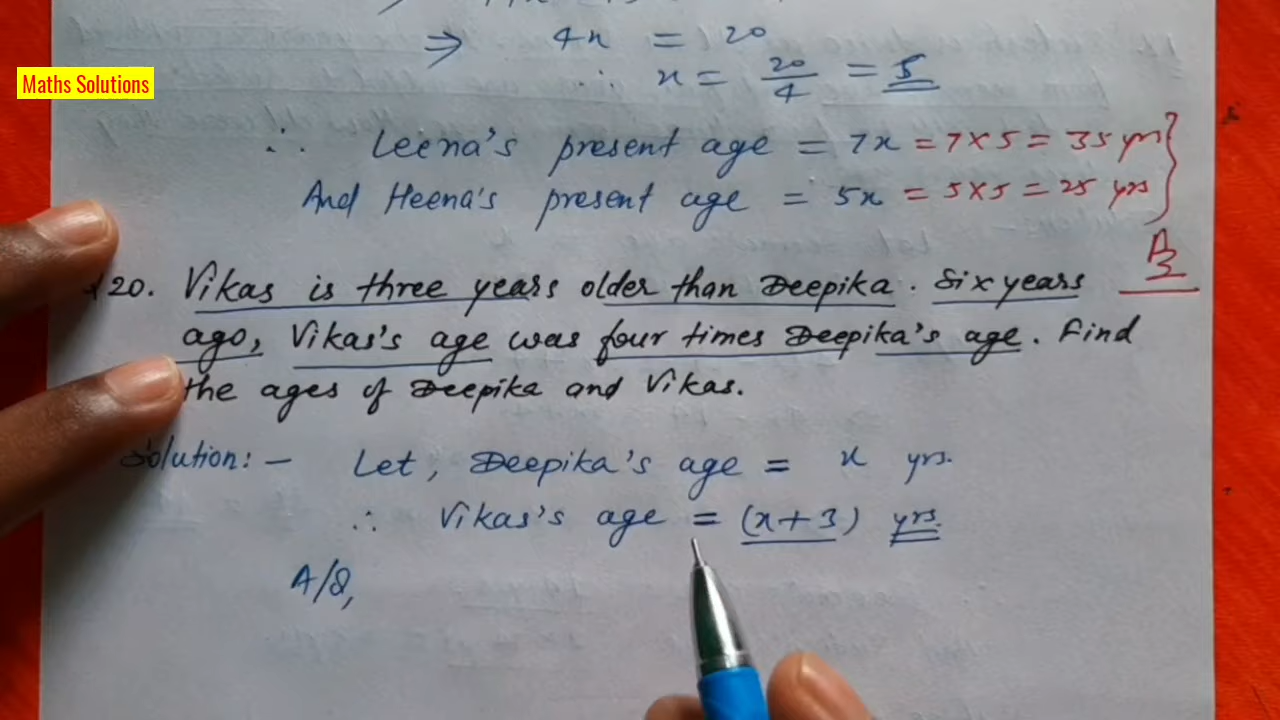 ⇒ 4x = 20
Maths Solutions
∴ x = 20/4 = 5
∴ Leena's present age = 7x = 7×5 = 35 yrs
And Heena's present age = 5x = 5×5 = 25 yrs
20. Vikas is three years older than Deepika. Six years
ago, Vikas's age was four times Deepika's age. Find
the ages of Deepika and Vikas.
Solution:- Let, Deepika's age = x yrs.
∴ Vikas's age = (x+3) yrs.
A/Q,